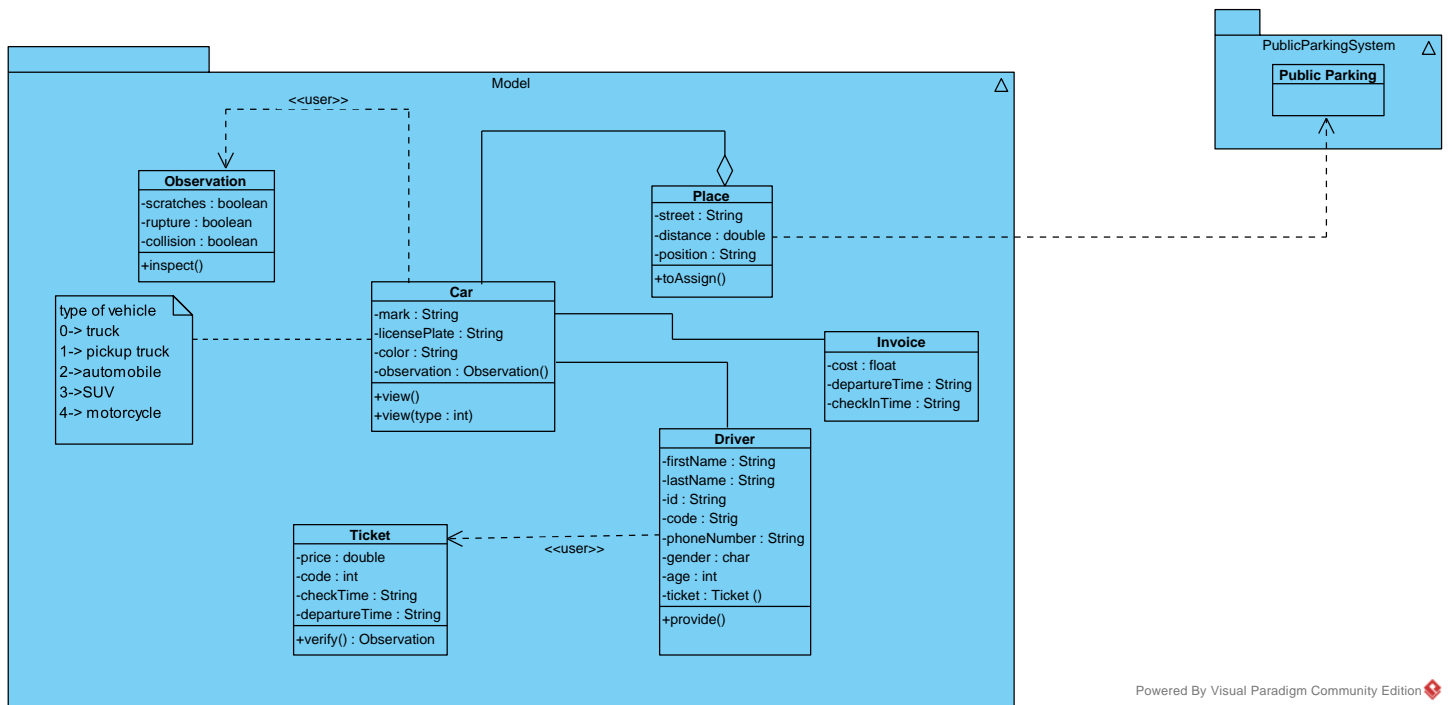 PublicParkingSystem
Public Parking
Model
<<user>>
Observation
-scratches : boolean
-rupture : boolean
-collision : boolean
+inspect()
Place
-street : String
-distance : double
-position : String
+toAssign()
type of vehicle
0-> truck
1-> pickup truck
2->automobile
3->SUV
4-> motorcycle
Car
-mark : String
-licensePlate : String
-color : String
-observation : Observation()
+view()
+view(type : int)
Invoice
-cost : float
-departureTime : String
-checkInTime : String
Driver
-firstName : String
-lastName : String
-id : String
-code : Strig
-phoneNumber : String
-gender : char
-age : int
-ticket : Ticket ()
+provide()
<<user>>
Ticket
-price : double
-code : int
-checkTime : String
-departureTime : String
+verify() : Observation
Powered By Visual Paradigm Community Edition